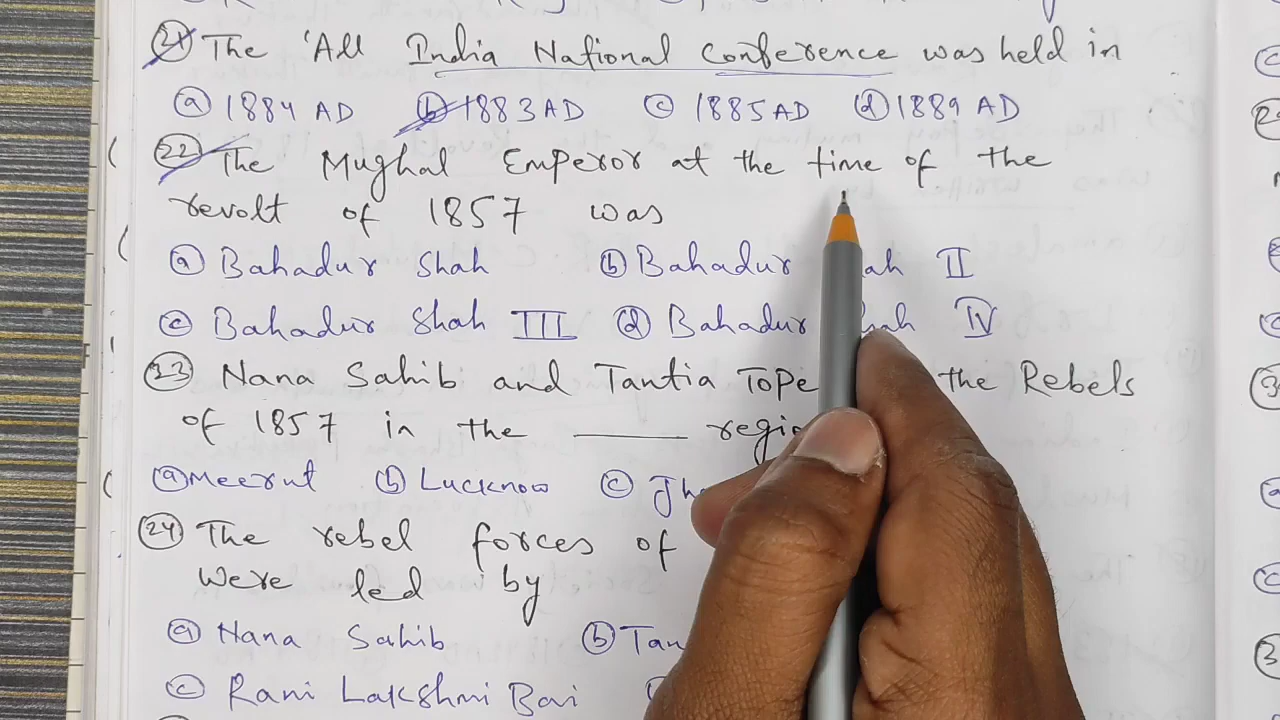 (21) The 'All India National Conference was held in
(a) 1884 AD (b) 1883 AD (c) 1885 AD (d) 1889 AD
(22) The Mughal Emperor at the time of the
revolt of 1857 was
(a) Bahadur Shah (b) Bahadur Shah II
(c) Bahadur Shah III (d) Bahadur Shah IV
(23) Nana Sahib and Tantia Tope the Rebels
of 1857 in the ______
(a) Meerut (b) Lucknow (c)
(24) The rebel forces of
were led by
(a) Nana Sahib (b)
(c) Rani Lakshmi Bai